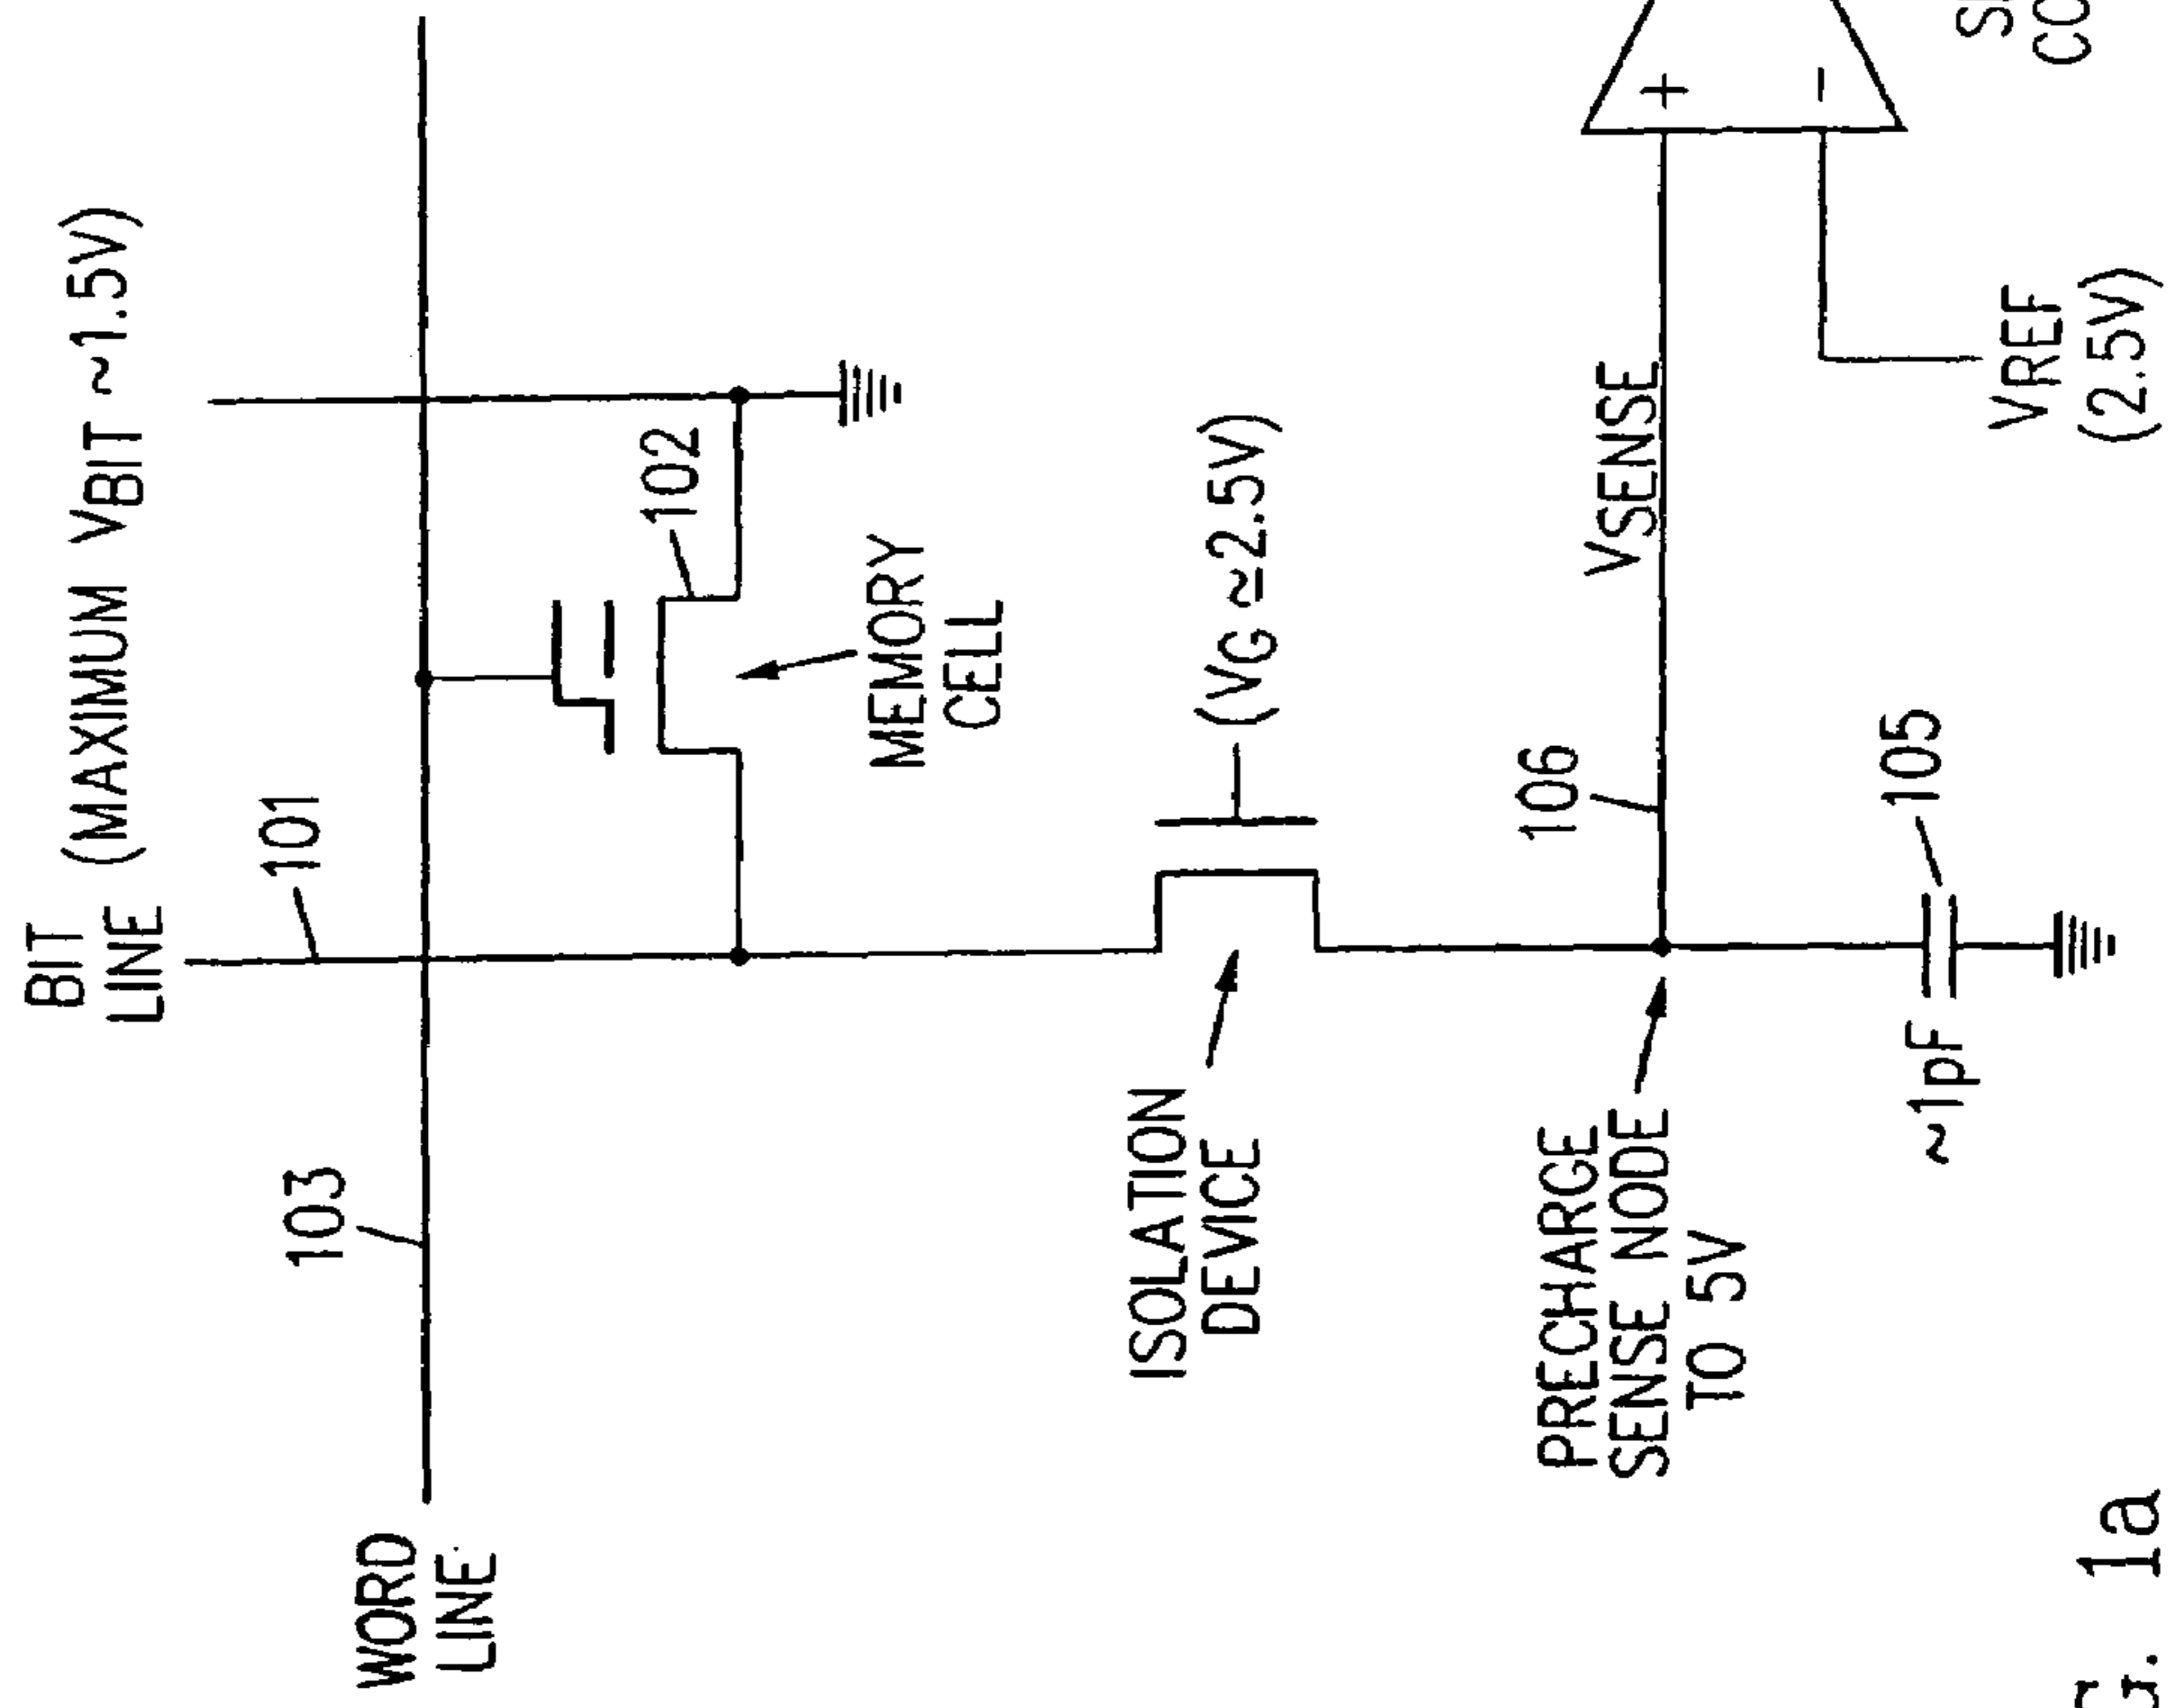 BIT
LINE
(MAXIMUM VBIT ~1.5V)
101
WORD
LINE
103
102
MEMORY
CELL
ISOLATION
DEVICE
(VG ≃2.5V)
PRECHARGE
SENSE NODE
TO 5V
106
VSENSE
~1pF
105
VREF
(2.5V)
G. 1a